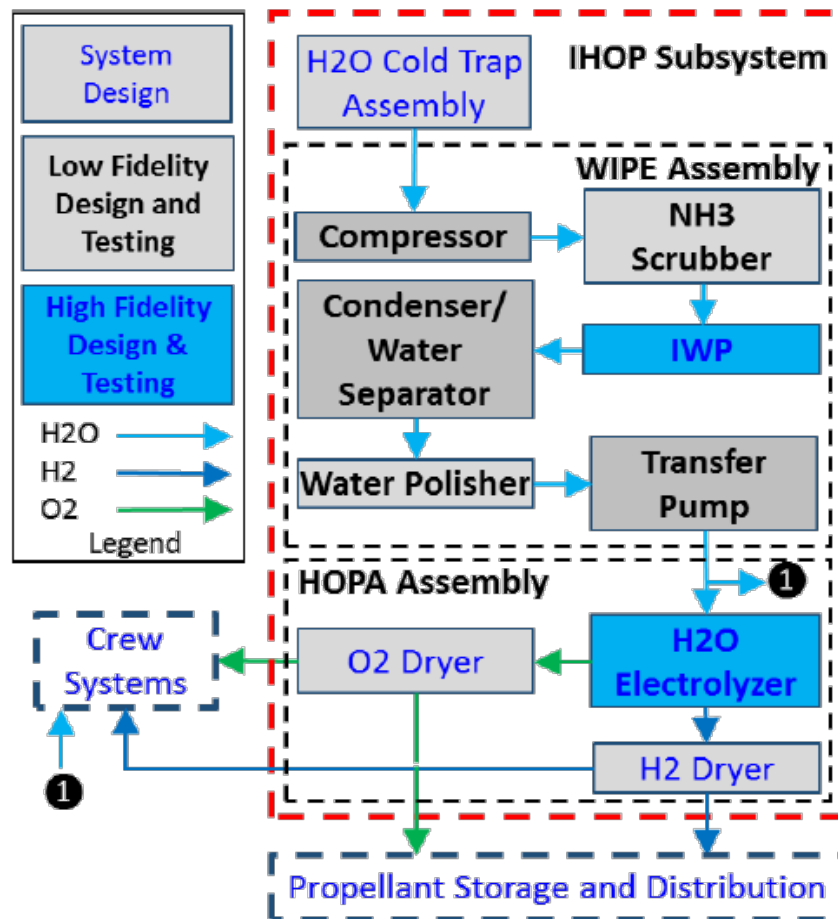 System
Design
Low Fidelity
Design and
Testing
High Fidelity
Design &
Testing
H2O
H2
O2
Legend
IHOP Subsystem
H2O Cold Trap
Assembly
WIPE Assembly
Compressor
NH3
Scrubber
Condenser/
Water
Separator
IWP
Water Polisher
Transfer
Pump
1
HOPA Assembly
Crew
Systems
O2 Dryer
H2O
Electrolyzer
1
H2 Dryer
Propellant Storage and Distribution